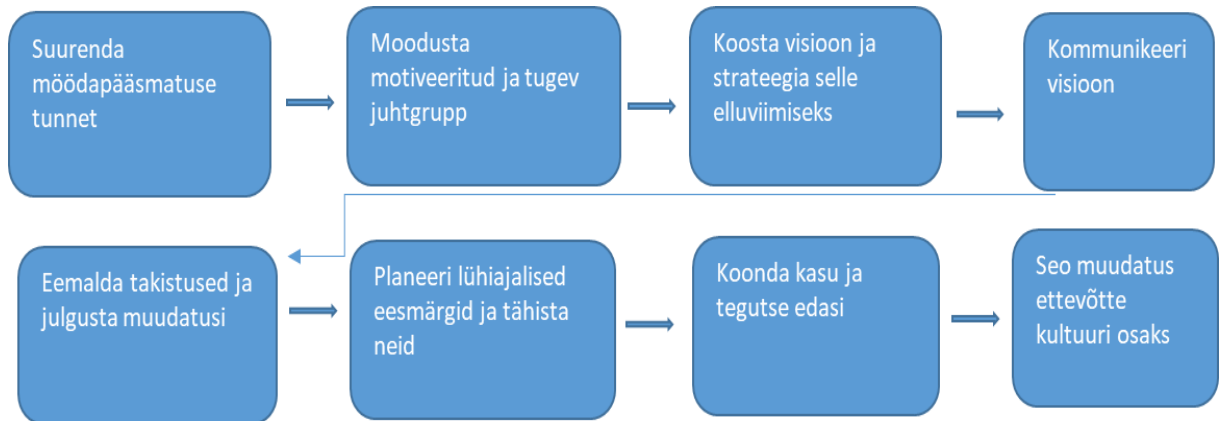 Suurenda
möödapääsmatuse
tunnet
Moodusta
motiveeritud ja tugev
juhtgrupp
Koosta visioon ja
strateegia selle
elluviimiseks
Kommunikeeri
visioon
Eemalda takistused ja
julgusta muudatusi
Planeeri lühiajalised
eesmärgid ja tähista
neid
Koonda kasu ja
tegutse edasi
Seo muudatus
ettevõtte
kultuuri osaks